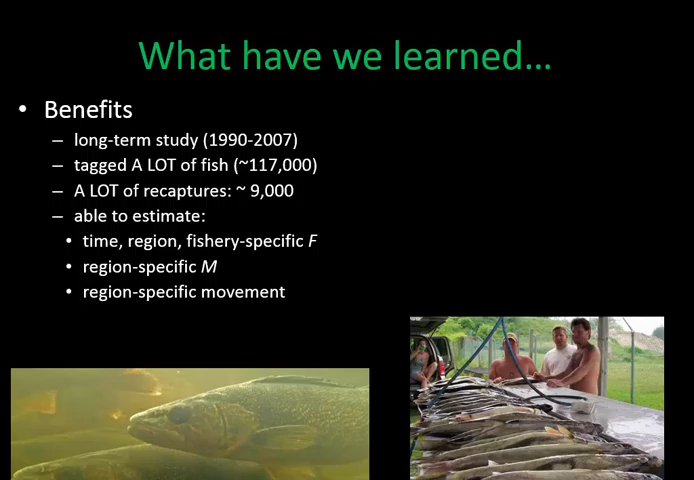 What have we learned…
• Benefits
– long-term study (1990-2007)
– tagged A LOT of fish (~117,000)
– A LOT of recaptures: ~ 9,000
– able to estimate:
• time, region, fishery-specific F
• region-specific M
• region-specific movement